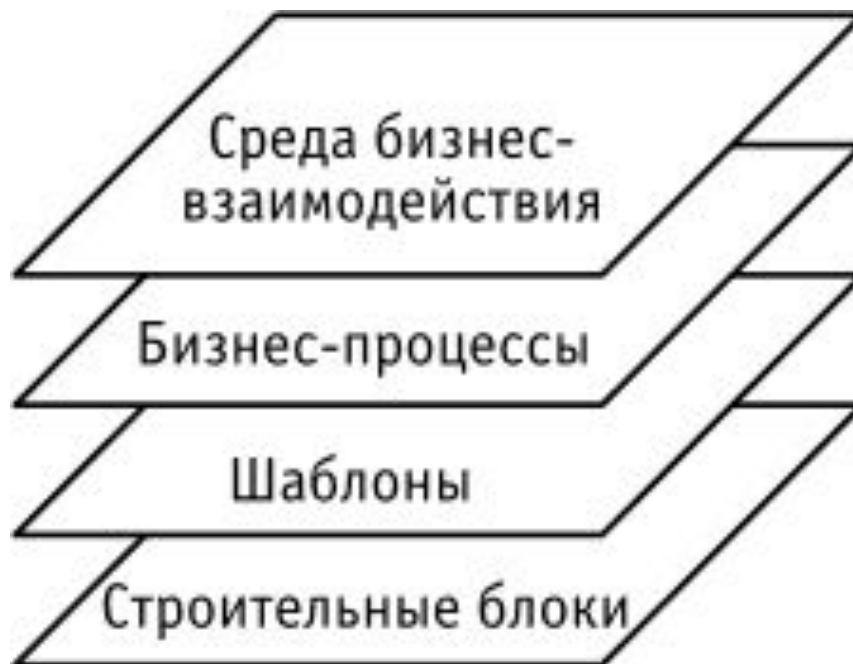 Среда бизнес-
взаимодействия
Бизнес-процессы
Шаблоны
Строительные блоки